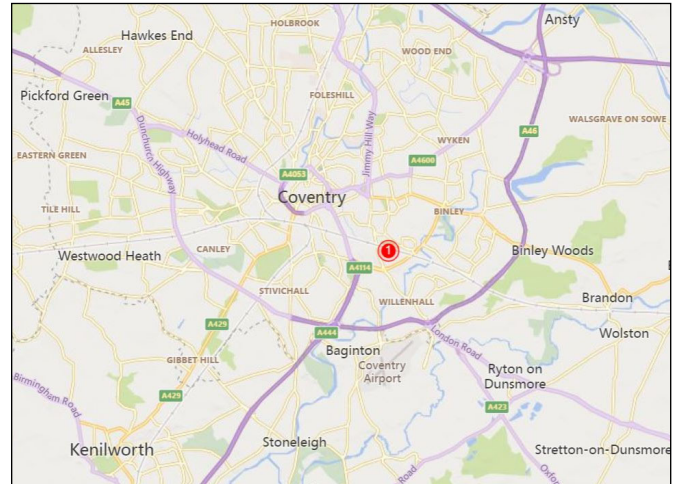 HOLBROOK
Ansty
Hawkes End
ALLESLEY
WOOD END
FOLESHILL
Pickford Green
A45
WALSGRAVE ON SOWE
Dunchurch Highway
Holyhead Road
Jimmy Hill Way
A46
WYKEN
EASTERN GREEN
A4600
A4053
Coventry
TILE HILL
BINLEY
CANLEY
1
Binley Woods
Westwood Heath
A4114
STIVICHALL
WILLENHALL
Brandon
A429
A444
London Road
Wolston
GIBBET HILL
Baginton
Coventry
Airport
Ryton on
Dunsmore
Birmingham Road
A429
A423
Kenilworth
Stoneleigh
Stretton-on-Dunsmore
Road
Oxfo